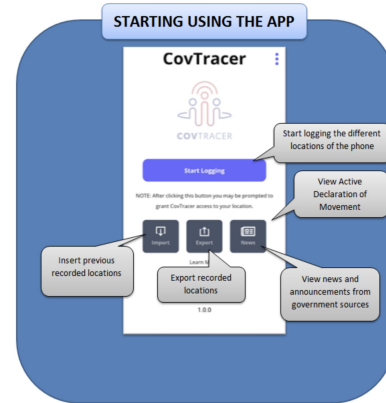 STARTING USING THE APP
CovTracer
COVTRACER
Start logging the different
locations of the phone
Start Logging
NOTE: After clicking this button you may be prompted to
grant CovTracer access to your location.
View Active
Declaration of
Movement
Import
Export
News
Insert previous
recorded locations
Learn
Export recorded
locations
View news and
announcements from
government sources
1.0.0